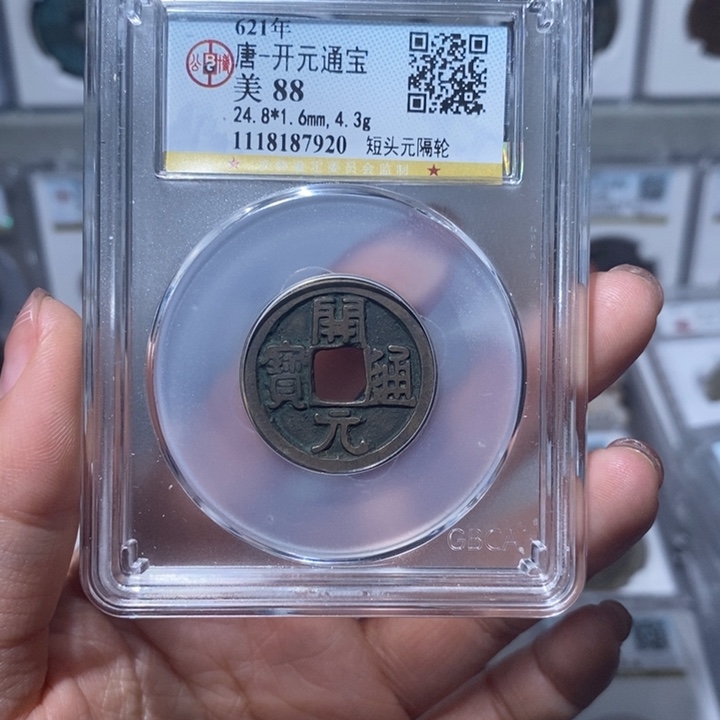 621年
唐-开元通宝
美 88
24.8*1.6mm, 4.3g
1118187920 短头元隔轮
開
寶 通
元
GBCA